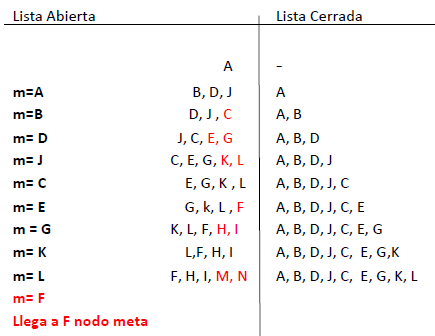 Lista Abierta Lista Cerrada
A –
m=A B, D, J A
m=B D, J , C A, B
m= D J, C, E, G A, B, D
m= J C, E, G, K, L A, B, D, J
m= C E, G, K , L A, B, D, J, C
m= E G, k, L , F A, B, D, J, C, E
m = G K, L, F, H, I A, B, D, J, C, E, G
m= K L,F, H, I A, B, D, J, C, E, G,K
m= L F, H, I, M, N A, B, D, J, C, E, G, K, L
m= F
Llega a F nodo meta